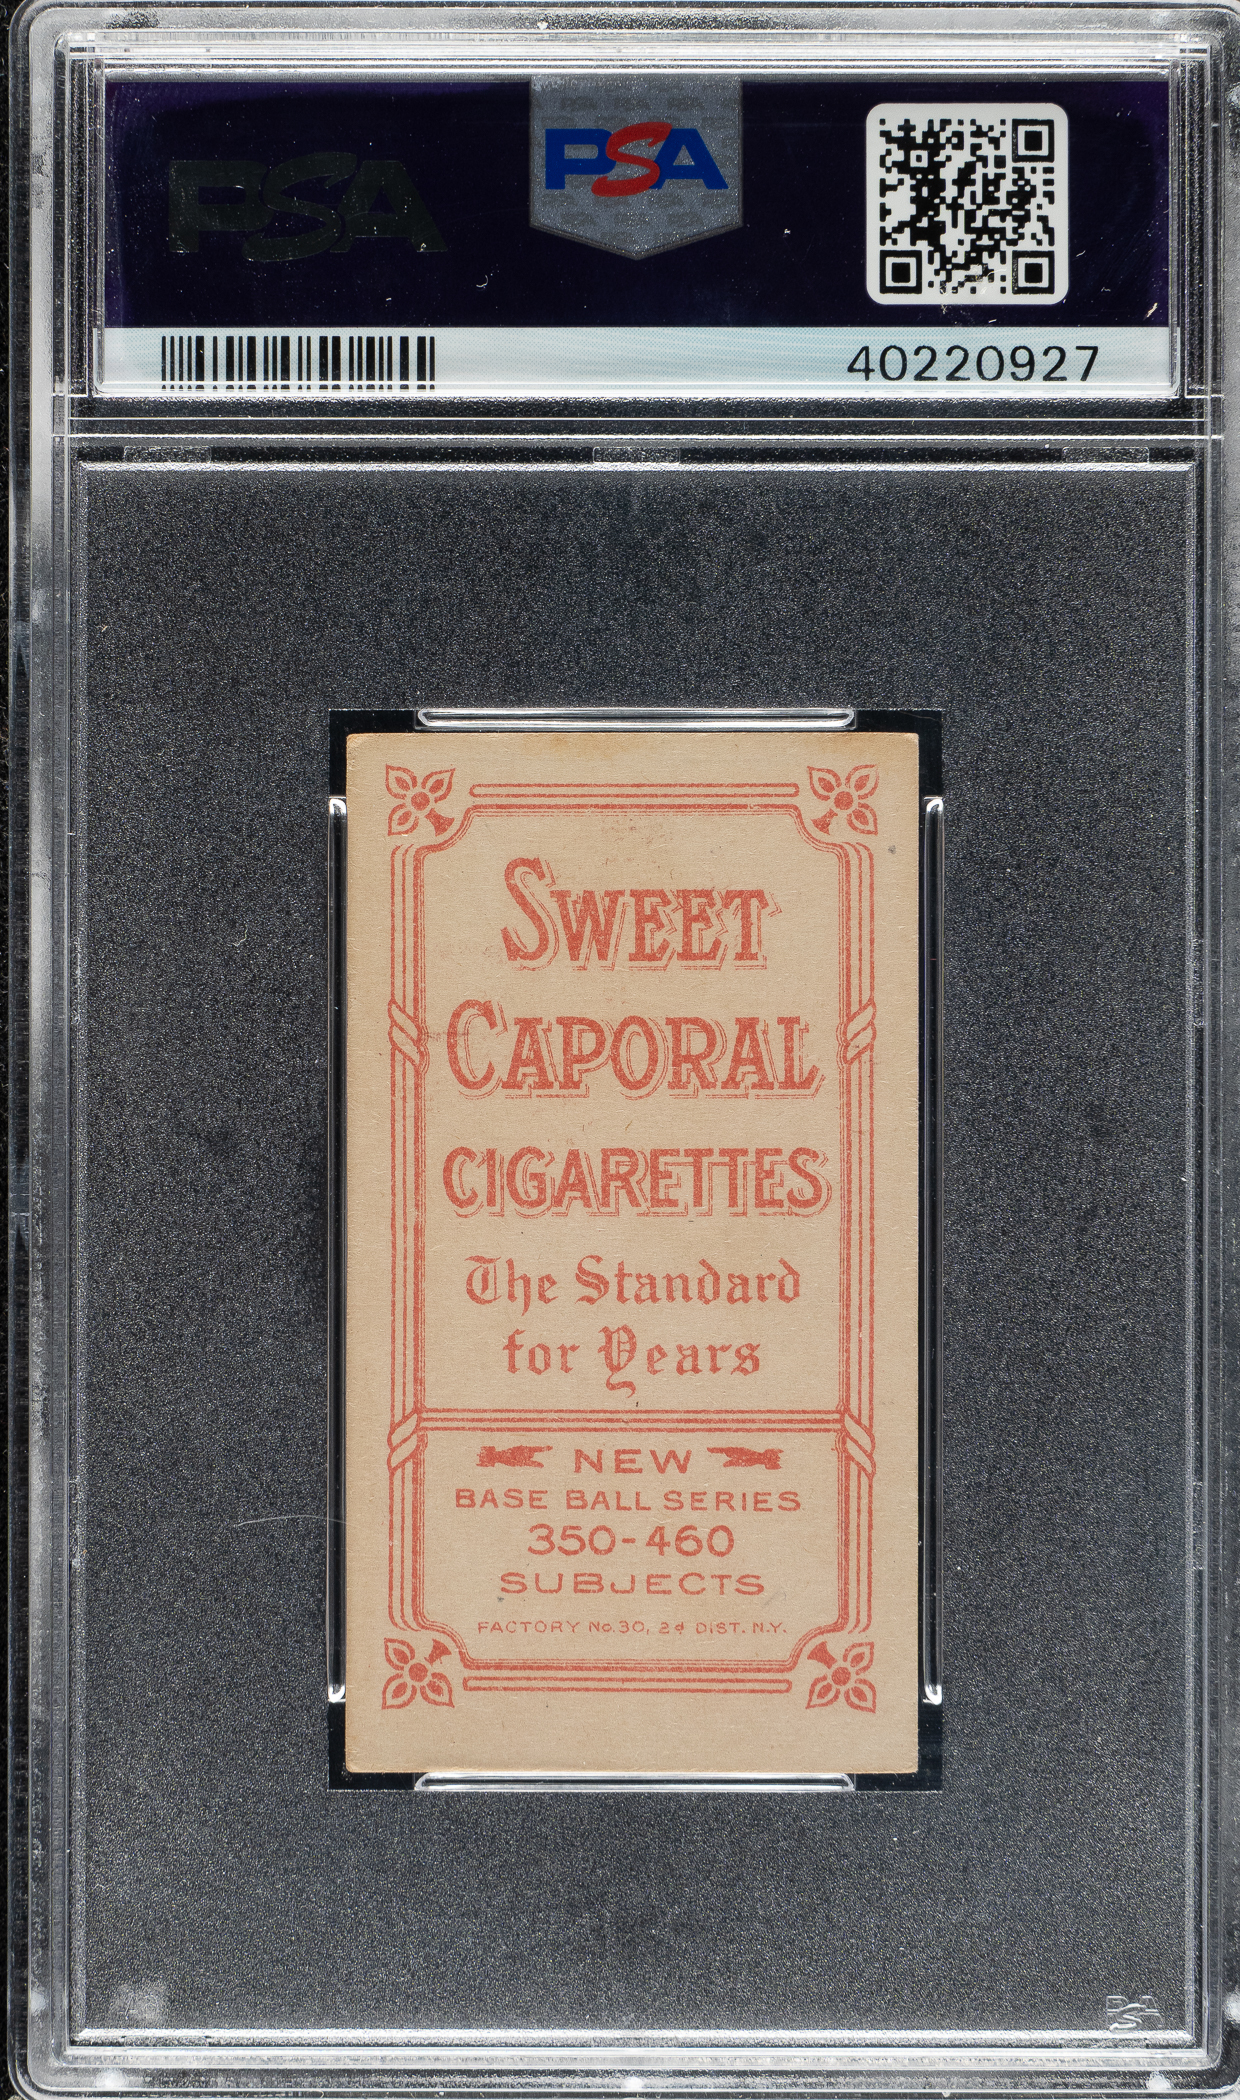 PSA
PSA
40220927
SWEET
CAPORAL
CIGARETTES
The Standard
for Years
NEW
BASE BALL SERIES
350-460
SUBJECTS
FACTORY No. 30, 2d DIST. N.Y.
PSA